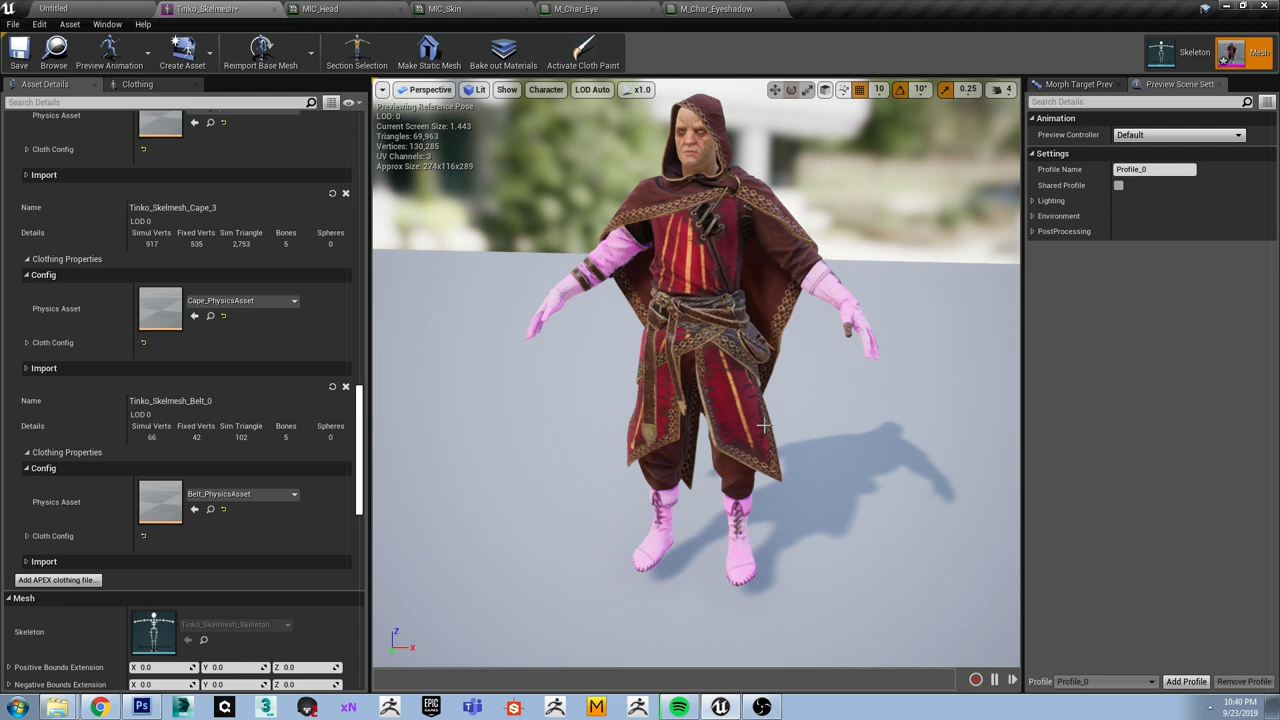 Untitled
Tinko_Skelmesh*
MIC_Head
MIC_Skin
M_Char_Eye
M_Char_Eyeshadow
File Edit Asset Window Help
Save
Browse
Preview Animation
Create Asset
Reimport Base Mesh
Section Selection
Make Static Mesh
Bake out Materials
Activate Cloth Paint
Skeleton
Mesh
Asset Details
Clothing
Search Details
Physics Asset
Cloth Config
Import
Name Tinko_Skelmesh_Cape_3
LOD 0
Details Simul Verts Fixed Verts Sim Triangle Bones Spheres
917 535 2,753 5 0
Clothing Properties
Config
Physics Asset Cape_PhysicsAsset
Cloth Config
Import
Name Tinko_Skelmesh_Belt_0
LOD 0
Details Simul Verts Fixed Verts Sim Triangle Bones Spheres
66 42 102 5 0
Clothing Properties
Config
Physics Asset Belt_PhysicsAsset
Cloth Config
Import
Add APEX clothing file...
Mesh
Skeleton Tinko_Skelmesh_Skeleton
Positive Bounds Extension X 0.0 Y 0.0 Z 0.0
Negative Bounds Extension X 0.0 Y 0.0 Z 0.0
Perspective Lit Show Character LOD Auto x1.0
10 10° 0.25 4
Previewing Reference Pose
LOD: 0
Current Screen Size: 1.443
Triangles: 69,963
Vertices: 130,285
UV Channels: 3
Approx Size: 274x116x289
Z
X
Morph Target Prev
Preview Scene Sett
Search Details
Animation
Preview Controller Default
Settings
Profile Name Profile_0
Shared Profile
Lighting
Environment
PostProcessing
Profile Profile_0 Add Profile Remove Profile
Ps
3
2
xN
EPIC
GAMES
M
10:40 PM
9/23/2019